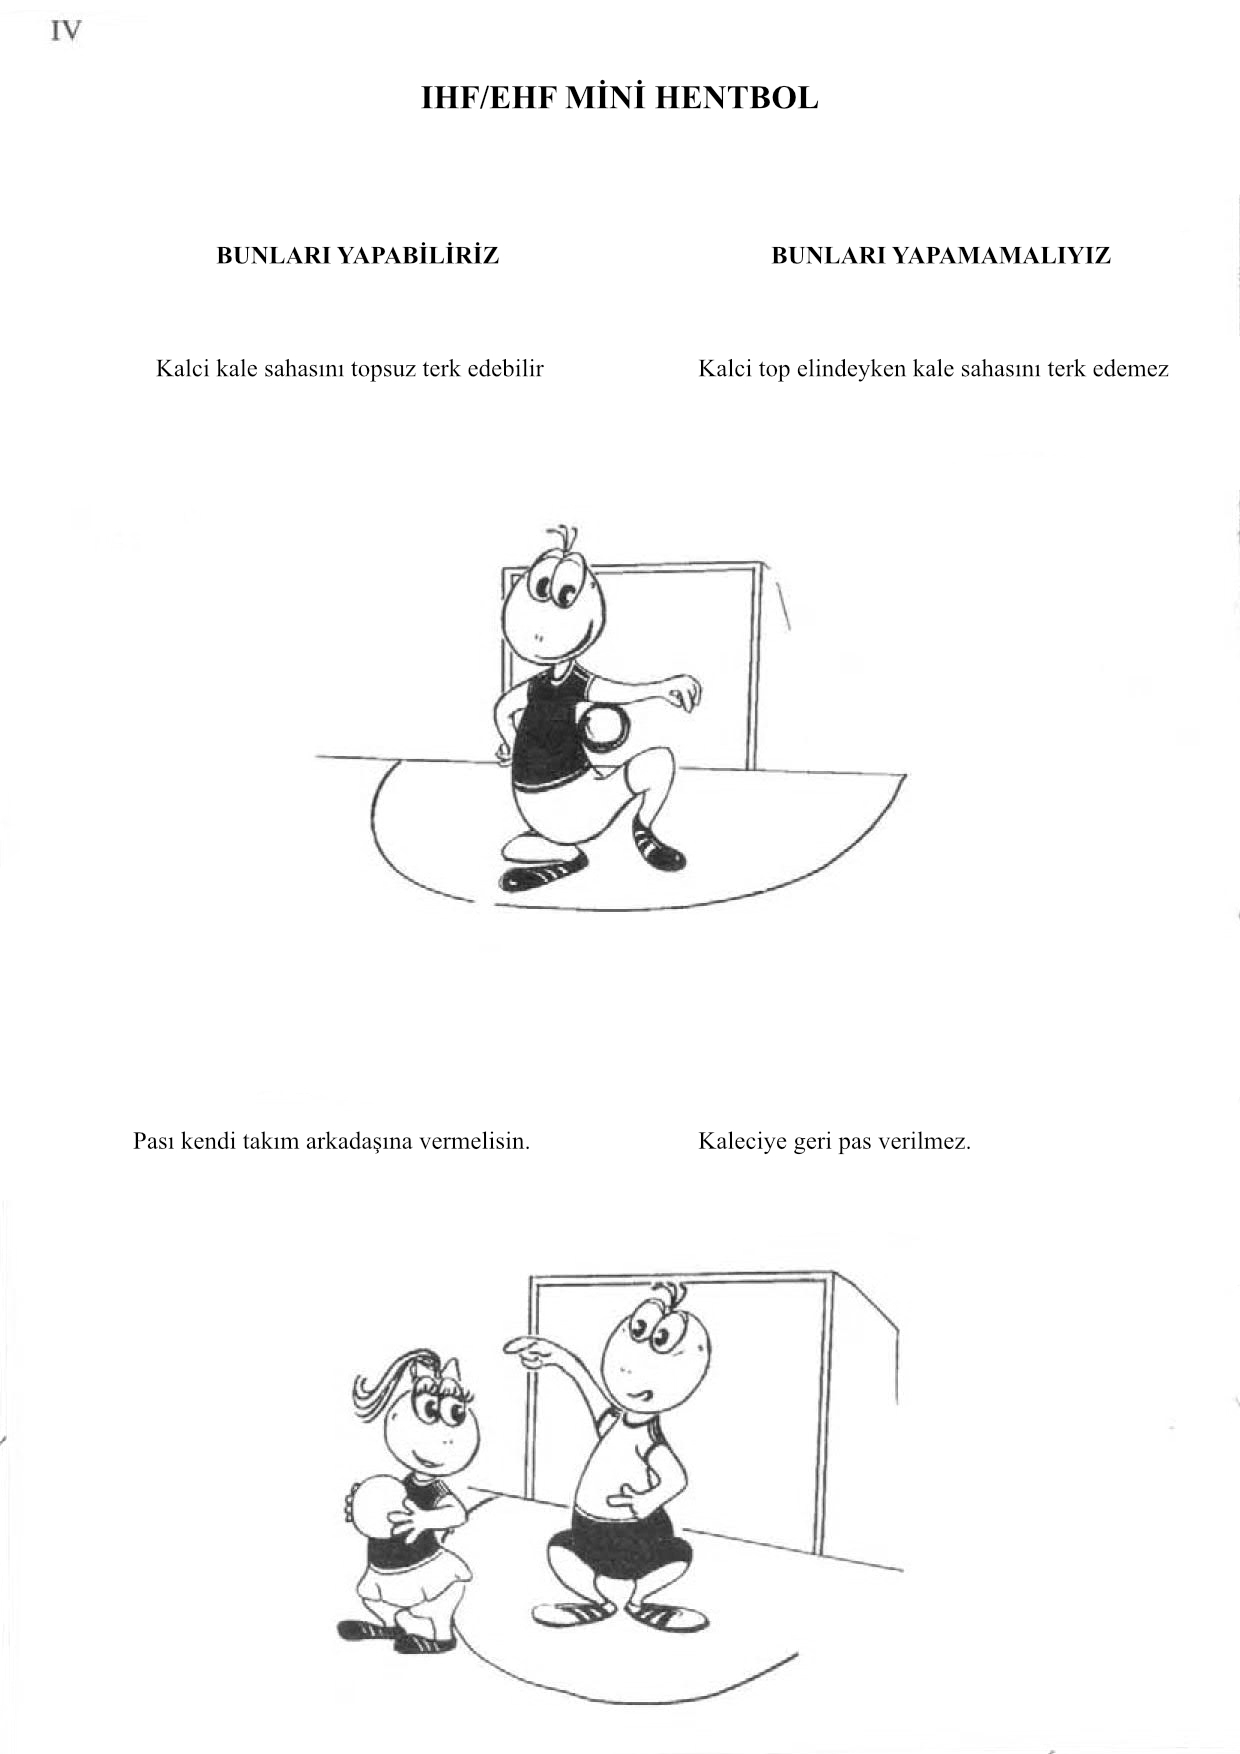 IV
IHF/EHF MİNİ HENTBOL
BUNLARI YAPABİLİRİZ
BUNLARI YAPAMAMALIYIZ
Kalci kale sahasını topsuz terk edebilir
Kalci top elindeyken kale sahasını terk edemez
Pası kendi takım arkadaşına vermelisin.
Kaleciye geri pas verilmez.